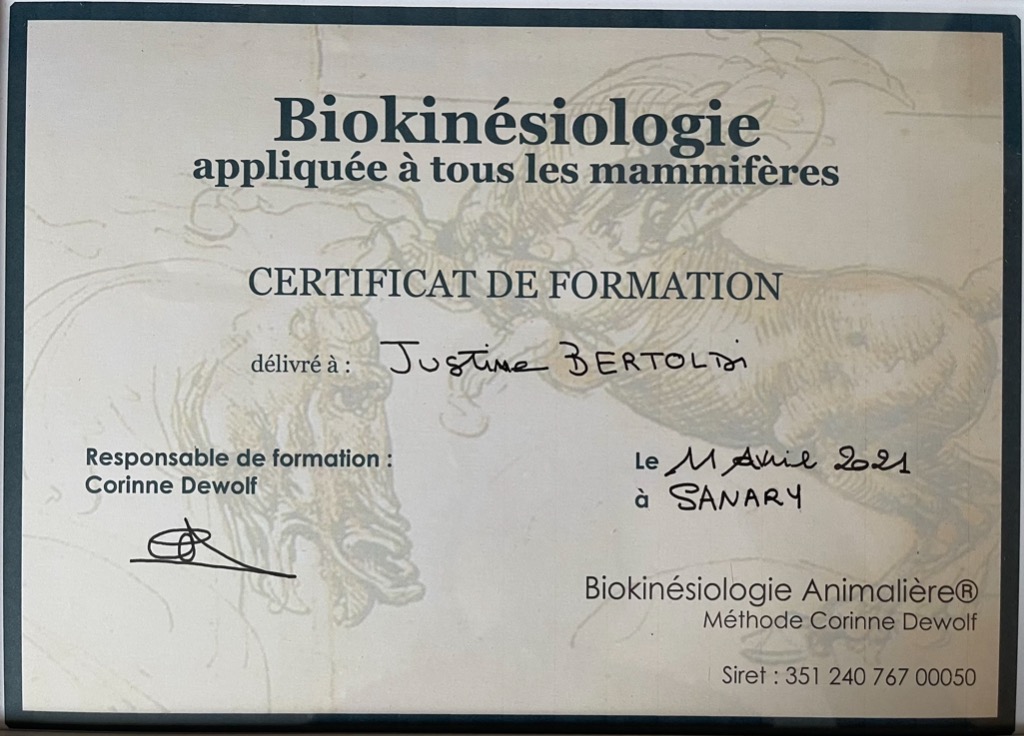 Biokinésiologie
appliquée à tous les mammifères
CERTIFICAT DE FORMATION
délivré à : Justine BERTOLDI
Responsable de formation :
Corinne Dewolf
Le 11 Avril 2021
à SANARY
Biokinésiologie Animalière®
Méthode Corinne Dewolf
Siret : 351 240 767 00050